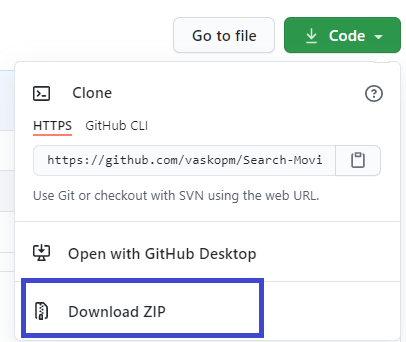 Go to file
Code
Clone
HTTPS GitHub CLI
https://github.com/vaskopm/Search-Movi
Use Git or checkout with SVN using the web URL.
Open with GitHub Desktop
Download ZIP